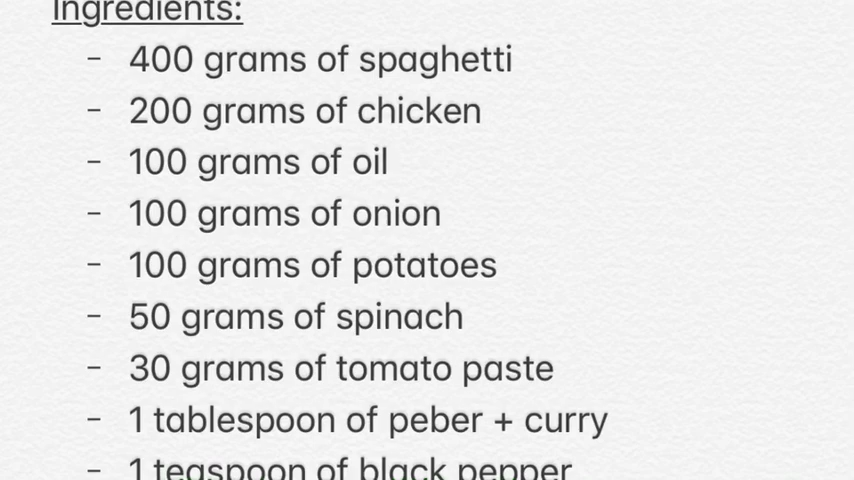 Ingredients:
- 400 grams of spaghetti
- 200 grams of chicken
- 100 grams of oil
- 100 grams of onion
- 100 grams of potatoes
- 50 grams of spinach
- 30 grams of tomato paste
- 1 tablespoon of peber + curry
- 1 teaspoon of black pepper